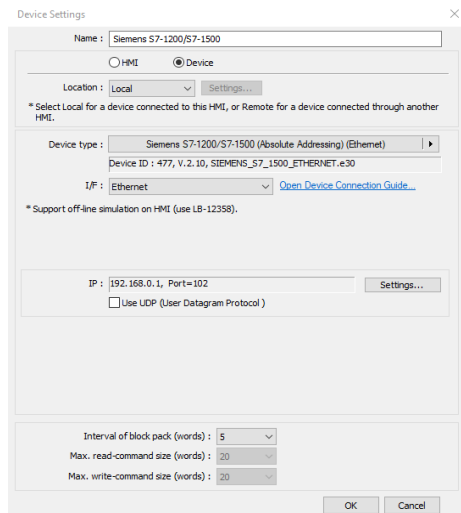 Device Settings
Name : Siemens S7-1200/S7-1500
HMI Device
Location : Local Settings...
* Select Local for a device connected to this HMI, or Remote for a device connected through another
HMI.
Device type : Siemens S7-1200/S7-1500 (Absolute Addressing) (Ethernet)
Device ID : 477, V.2.10, SIEMENS_S7_1500_ETHERNET.e30
I/F : Ethernet Open Device Connection Guide...
* Support off-line simulation on HMI (use LB-12358).
IP : 192.168.0.1, Port=102 Settings...
Use UDP (User Datagram Protocol )
Interval of block pack (words) : 5
Max. read-command size (words) : 20
Max. write-command size (words) : 20
OK Cancel